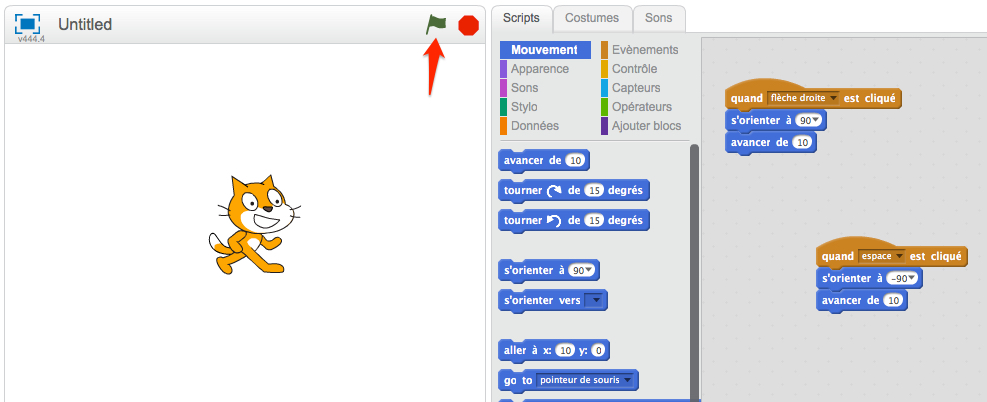 Untitled
v444.4
Scripts Costumes Sons
Mouvement Evènements
Apparence Contrôle
Sons Capteurs
Stylo Opérateurs
Données Ajouter blocs
avancer de 10
tourner de 15 degrés
tourner de 15 degrés
s'orienter à 90
s'orienter vers
aller à x: 10 y: 0
go to pointeur de souris
quand flèche droite est cliqué
s'orienter à 90
avancer de 10
quand espace est cliqué
s'orienter à -90
avancer de 10